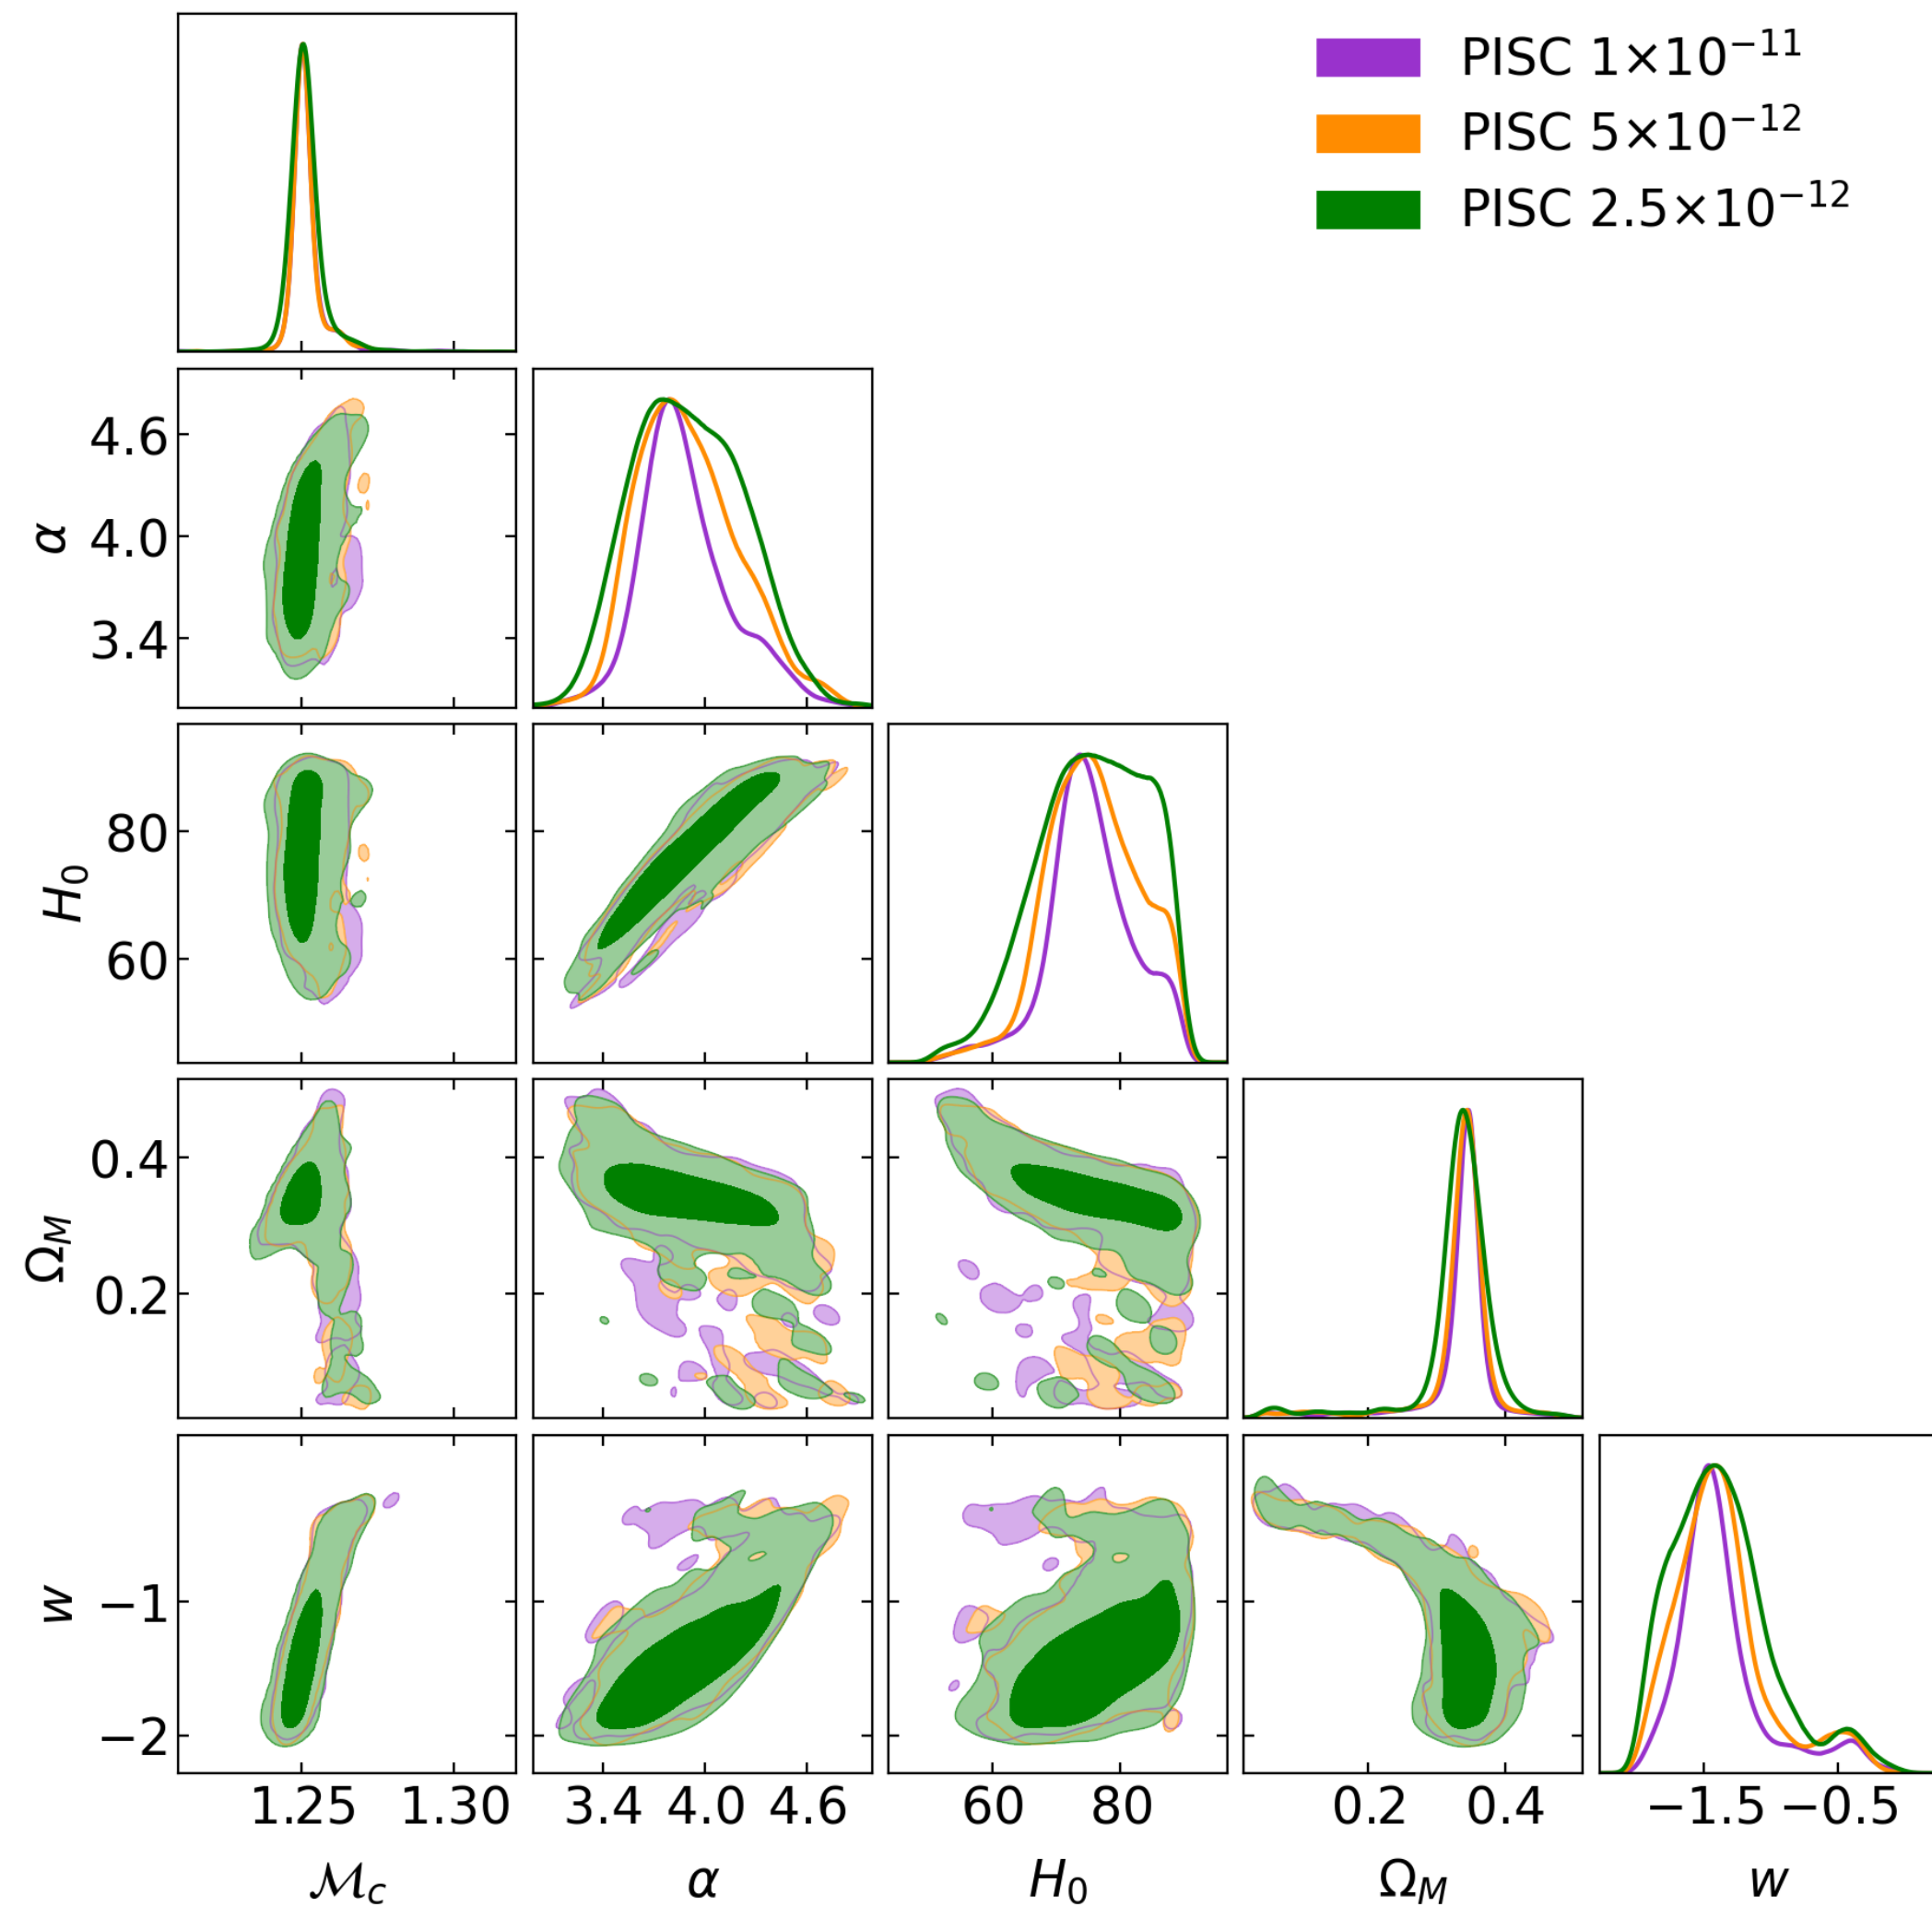 PISC 1×10⁻¹¹
PISC 5×10⁻¹²
PISC 2.5×10⁻¹²
α
4.6
4.0
3.4
H₀
80
60
Ω_M
0.4
0.2
w
−1
−2
1.25 1.30 3.4 4.0 4.6 60 80 0.2 0.4 −1.5 −0.5
ℳ_c α H₀ Ω_M w